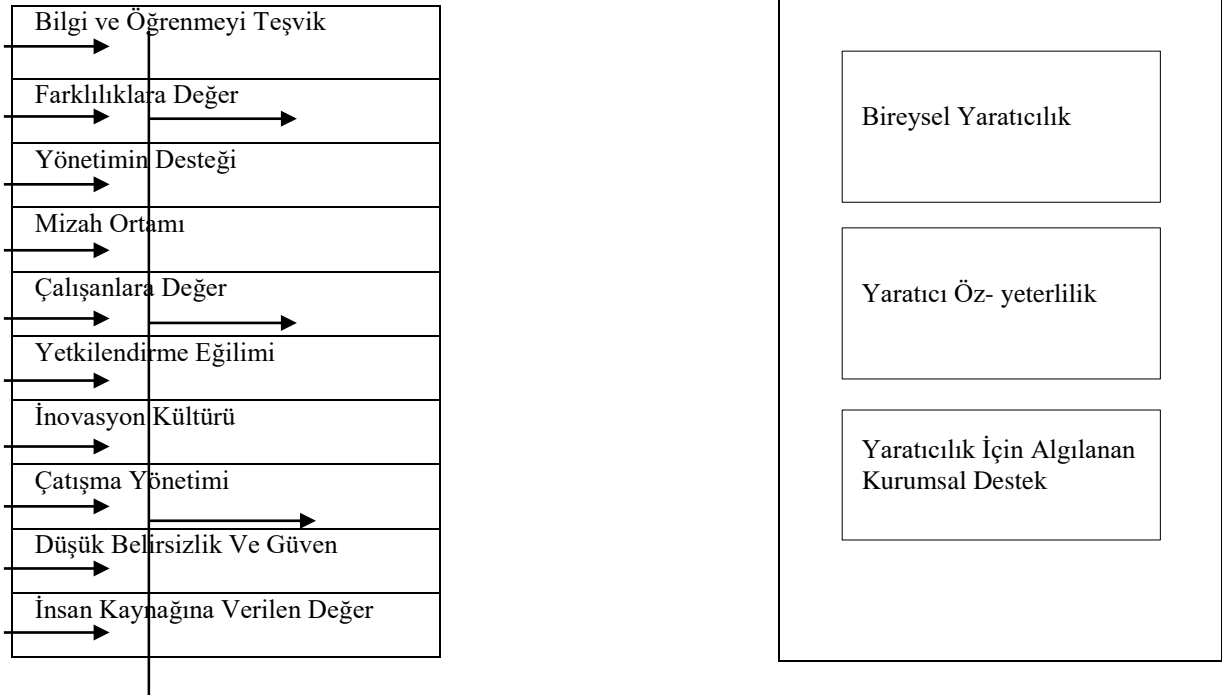 Bilgi ve Öğrenmeyi Teşvik
Farklılıklara Değer
Yönetimin Desteği
Mizah Ortamı
Çalışanlara Değer
Yetkilendirme Eğilimi
İnovasyon Kültürü
Çatışma Yönetimi
Düşük Belirsizlik Ve Güven
İnsan Kaynağına Verilen Değer
Bireysel Yaratıcılık
Yaratıcı Öz- yeterlilik
Yaratıcılık İçin Algılanan
Kurumsal Destek